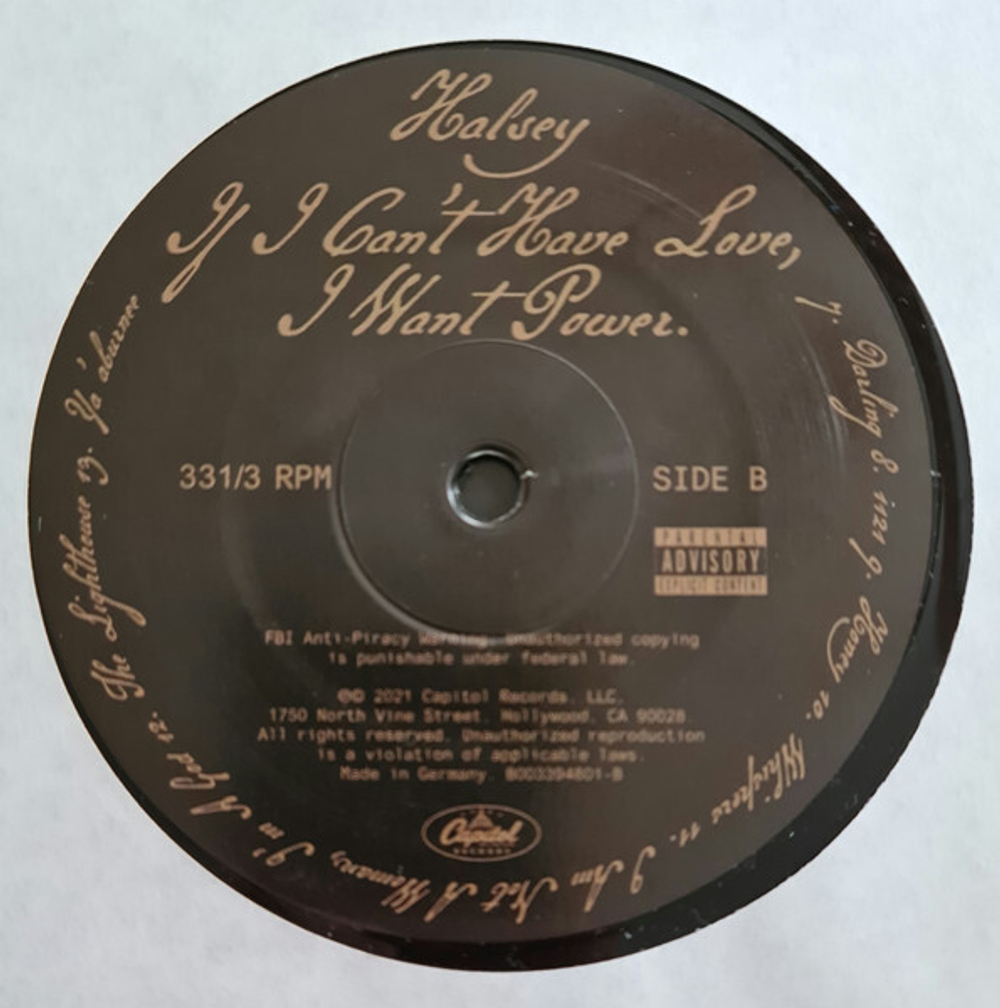 Halsey
If I Can't Have Love,
I Want Power.
7. Darling 8. 1121 9. Honey 10. Whispers 11. I Am Not A Woman, I'm A God 12. The Lighthouse 13. Ya'aburnee
331/3 RPM
SIDE B
PARENTAL
ADVISORY
EXPLICIT CONTENT
FBI Anti-Piracy Warning: Unauthorized copying
is punishable under federal law.
℗© 2021 Capitol Records, LLC,
1750 North Vine Street, Hollywood, CA 90028.
All rights reserved. Unauthorized reproduction
is a violation of applicable laws.
Made in Germany. B003394801-B
Capitol
RECORDS